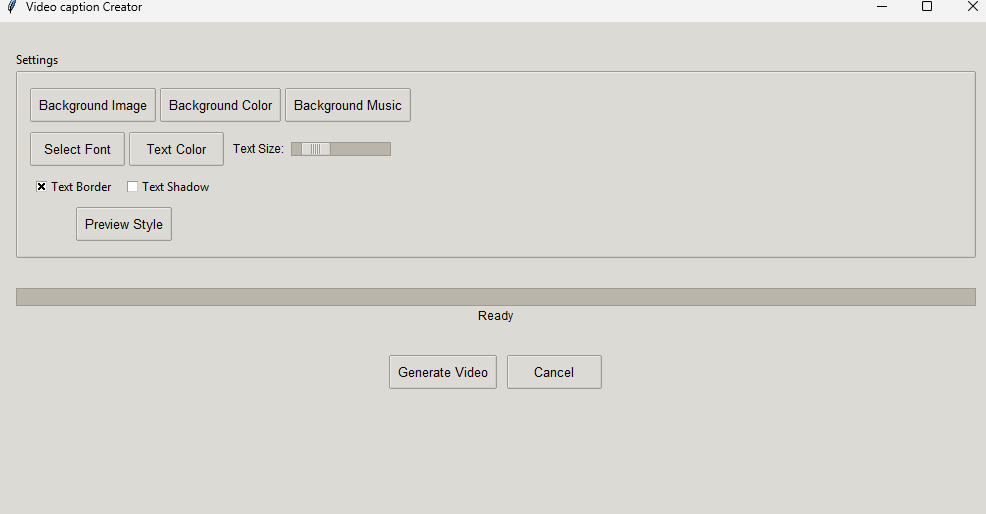 Video caption Creator
Settings
Background Image Background Color Background Music
Select Font Text Color Text Size:
Text Border Text Shadow
Preview Style
Ready
Generate Video Cancel